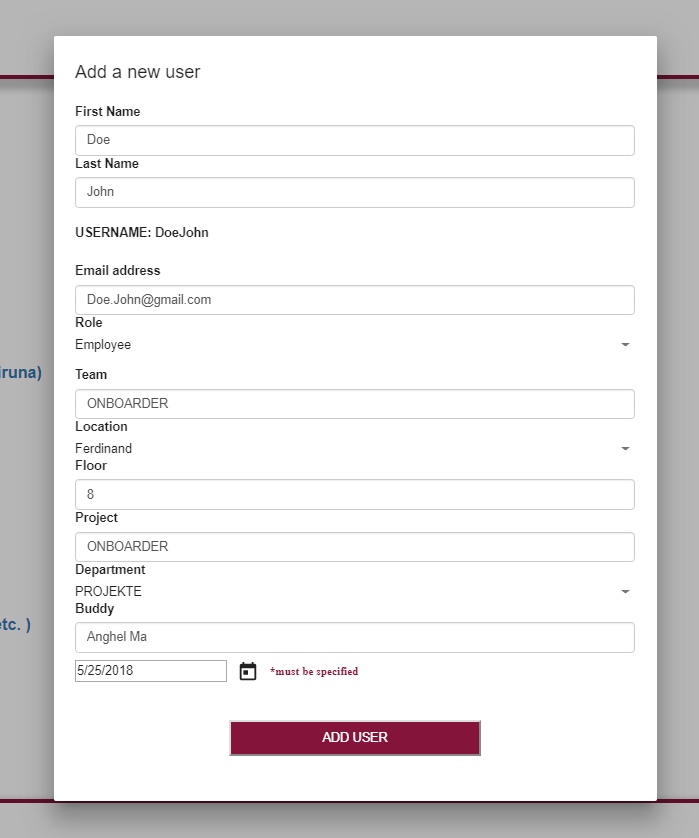 Add a new user
First Name
Doe
Last Name
John
USERNAME: DoeJohn
Email address
Doe.John@gmail.com
Role
Employee
iruna)
Team
ONBOARDER
Location
Ferdinand
Floor
8
Project
ONBOARDER
Department
PROJEKTE
Buddy
etc. )
Anghel Ma
5/25/2018 *must be specified
ADD USER